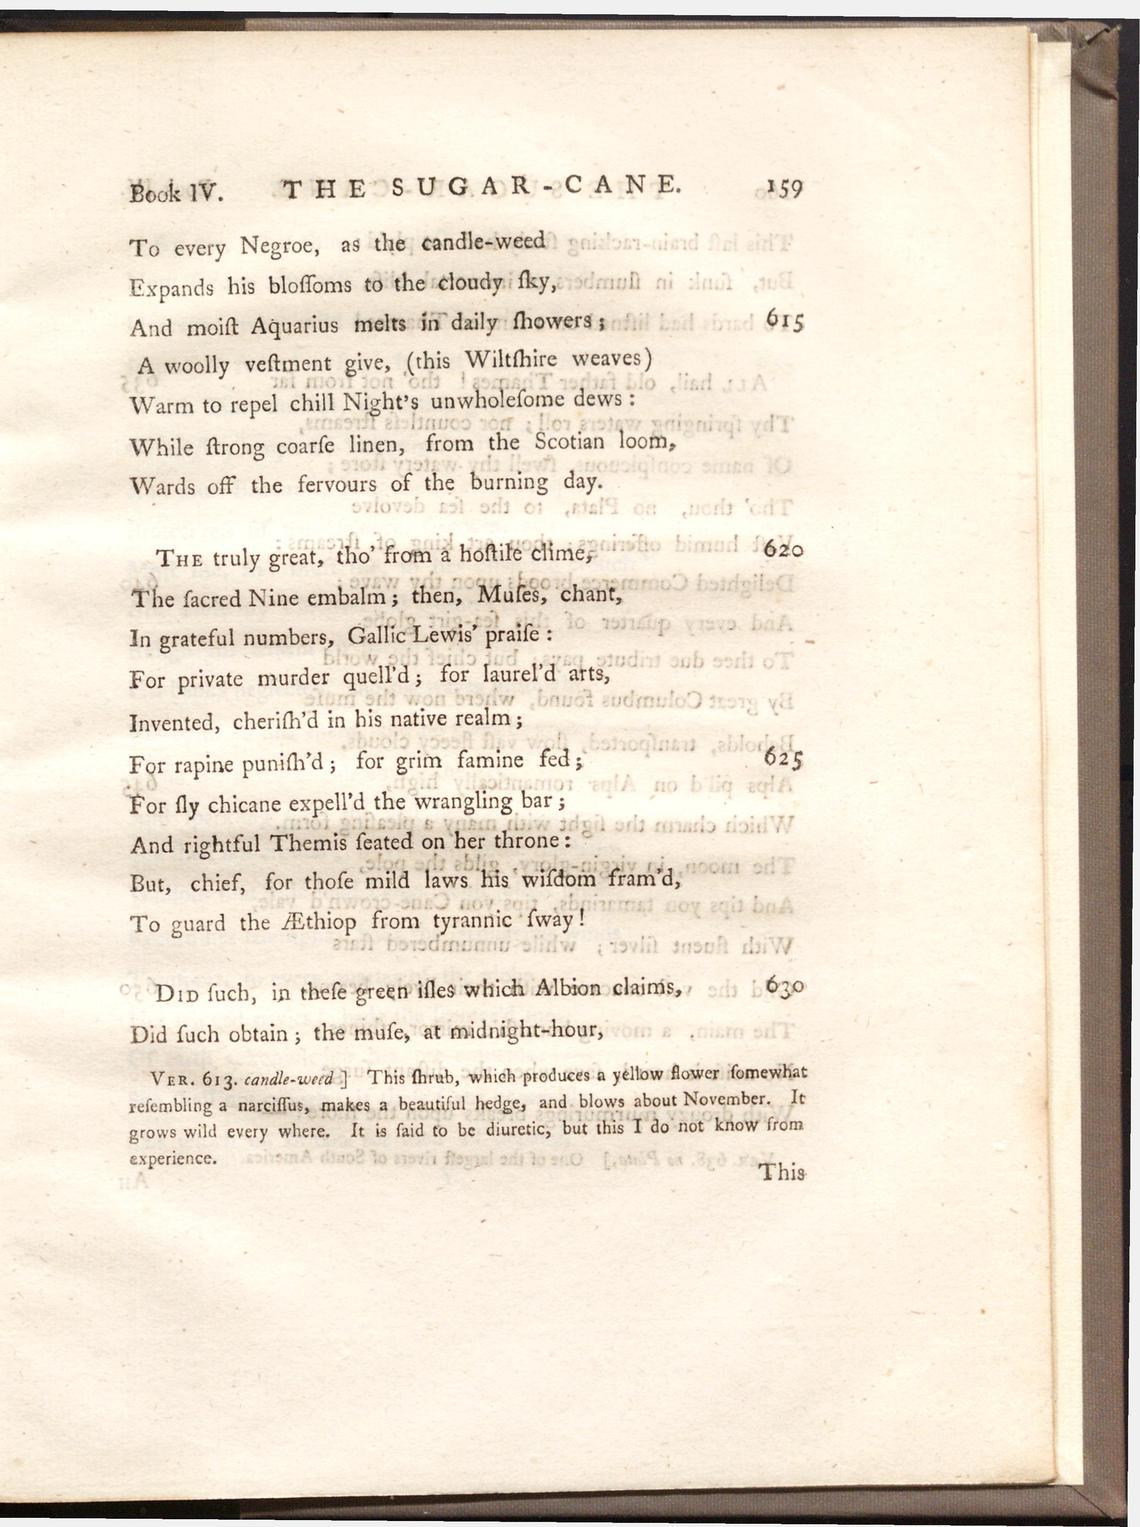 Book IV. THE SUGAR-CANE. 159
To every Negroe, as the candle-weed
Expands his bloſſoms to the cloudy ſky,
And moiſt Aquarius melts in daily ſhowers; 615
A woolly veſtment give, (this Wiltſhire weaves)
Warm to repel chill Night's unwholeſome dews:
While ſtrong coarſe linen, from the Scotian loom,
Wards off the fervours of the burning day.
THE truly great, tho' from a hoſtile clime, 620
The ſacred Nine embalm; then, Muſes, chant,
In grateful numbers, Gallic Lewis' praiſe:
For private murder quell'd; for laurel'd arts,
Invented, cheriſh'd in his native realm;
For rapine puniſh'd; for grim famine fed; 625
For ſly chicane expell'd the wrangling bar;
And rightful Themis ſeated on her throne:
But, chief, for thoſe mild laws his wiſdom fram'd,
To guard the Æthiop from tyrannic ſway!
DID ſuch, in theſe green iſles which Albion claims, 630
Did ſuch obtain; the muſe, at midnight-hour,
VER. 613. candle-weed] This ſhrub, which produces a yellow flower ſomewhat
reſembling a narciſſus, makes a beautiful hedge, and blows about November. It
grows wild every where. It is ſaid to be diuretic, but this I do not know from
experience.
This